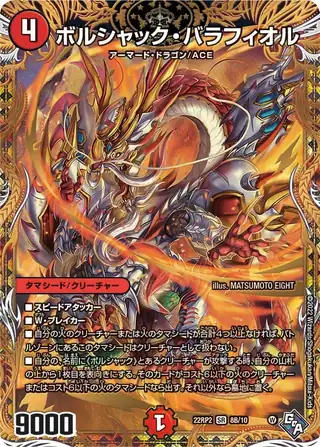 4
ボルシャック・バラフィオル
アーマード・ドラゴン/ACE
タマシード/クリーチャー
illus. MATSUMOTO EIGHT
■スピードアタッカー
■W・ブレイカー
■自分の火のクリーチャーまたは火のタマシードが合計4つ以上なければ、バト
ルゾーンにあるこのタマシードはクリーチャーとして扱わない。
■自分の、名前に《ボルシャック》とあるクリーチャーが攻撃する時、自分の山札
の上から1枚目を表向きにする。そのカードがコスト6以下の火のクリーチャー
またはコスト6以下の火のタマシードなら出す。それ以外なら墓地に置く。
9000
1
22RP2 SR 8B/10
W